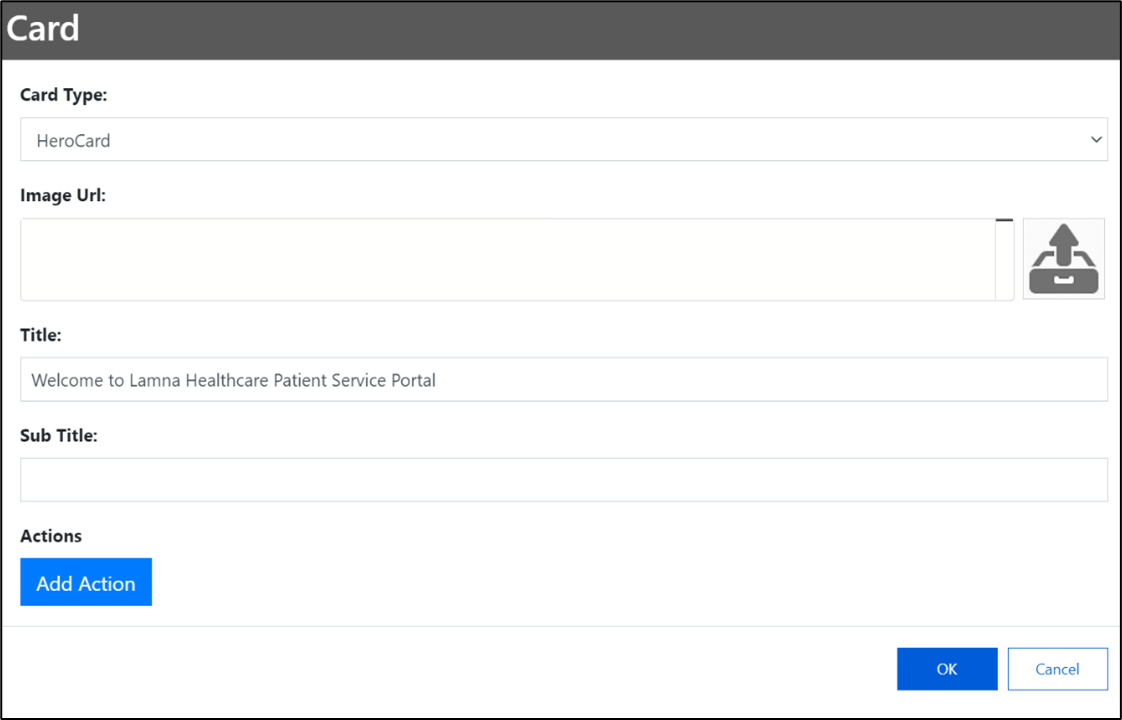 Card
Card Type:
HeroCard
Image Url:
Title:
Welcome to Lamna Healthcare Patient Service Portal
Sub Title:
Actions
Add Action
OK
Cancel